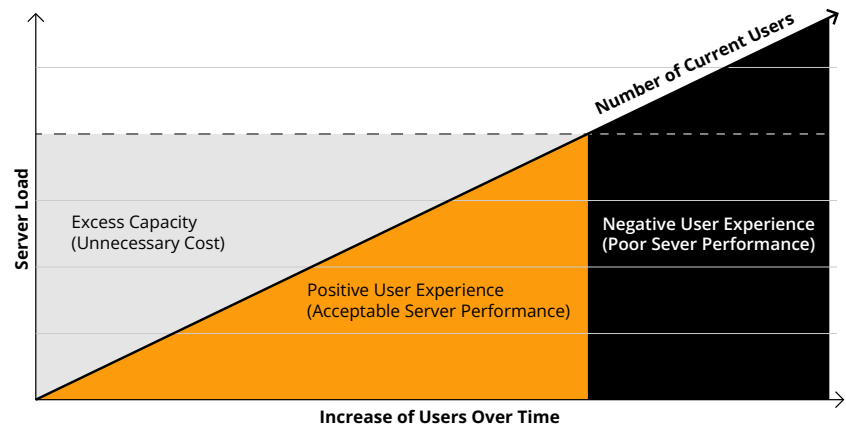 Number of Current Users
Server Load
Excess Capacity
(Unnecessary Cost)
Negative User Experience
(Poor Sever Performance)
Positive User Experience
(Acceptable Server Performance)
Increase of Users Over Time